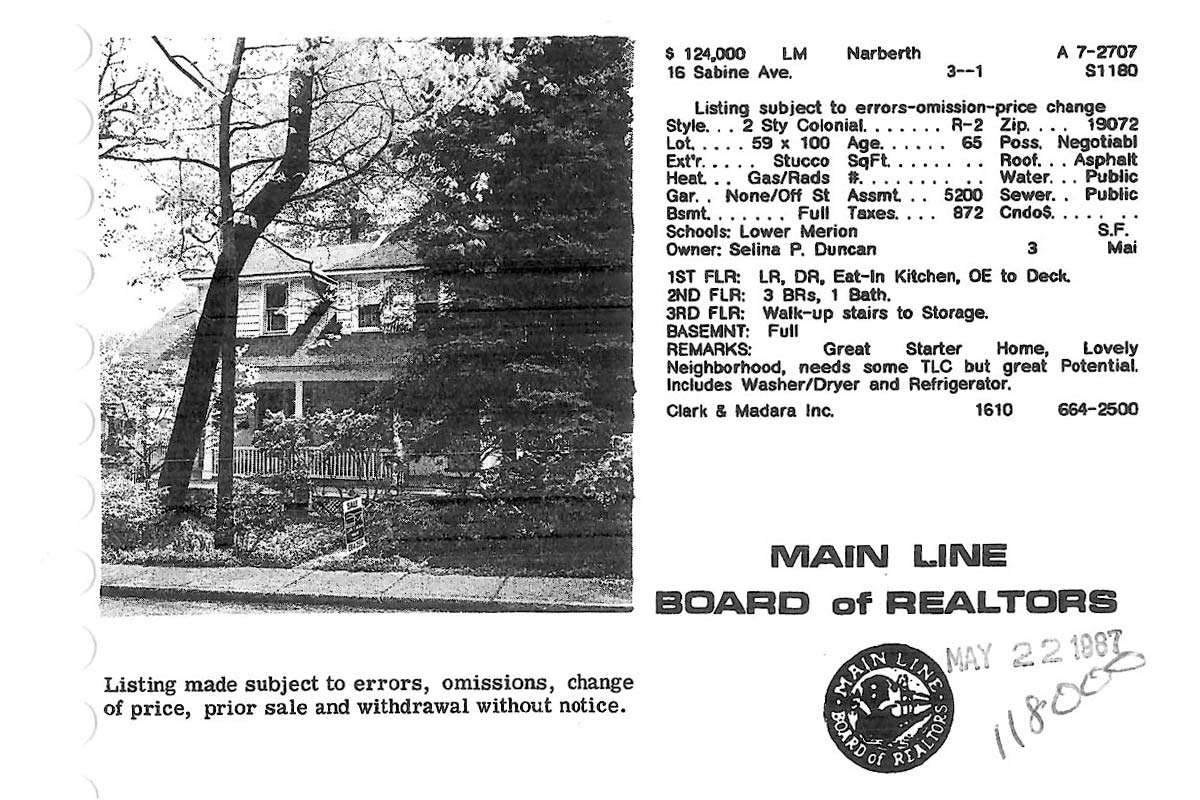 $ 124,000 LM Narberth A 7-2707
16 Sabine Ave. 3--1 S1180
Listing subject to errors-omission-price change
Style. . . 2 Sty Colonial. . . . . . . R-2 Zip. . . . 19072
Lot. . . . . 59 x 100 Age. . . . . . 65 Poss. Negotiabl
Ext'r. . . . . Stucco SqFt. . . . . . . . Roof. . . Asphalt
Heat. . . Gas/Rads #. . . . . . . . . . Water. . . Public
Gar. . None/Off St Assmt. . . 5200 Sewer. . Public
Bsmt. . . . . . . Full Taxes. . . . 872 Cndo$. . . . . . .
Schools: Lower Merion S.F.
Owner: Selina P. Duncan 3 Mai
1ST FLR: LR, DR, Eat-In Kitchen, OE to Deck.
2ND FLR: 3 BRs, 1 Bath.
3RD FLR: Walk-up stairs to Storage.
BASEMNT: Full
REMARKS: Great Starter Home, Lovely
Neighborhood, needs some TLC but great Potential.
Includes Washer/Dryer and Refrigerator.
Clark & Madara Inc. 1610 664-2500
SALE
MAIN LINE
BOARD of REALTORS
MAY 22 1987
118000
MAIN LINE
BOARD of REALTORS
Listing made subject to errors, omissions, change
of price, prior sale and withdrawal without notice.